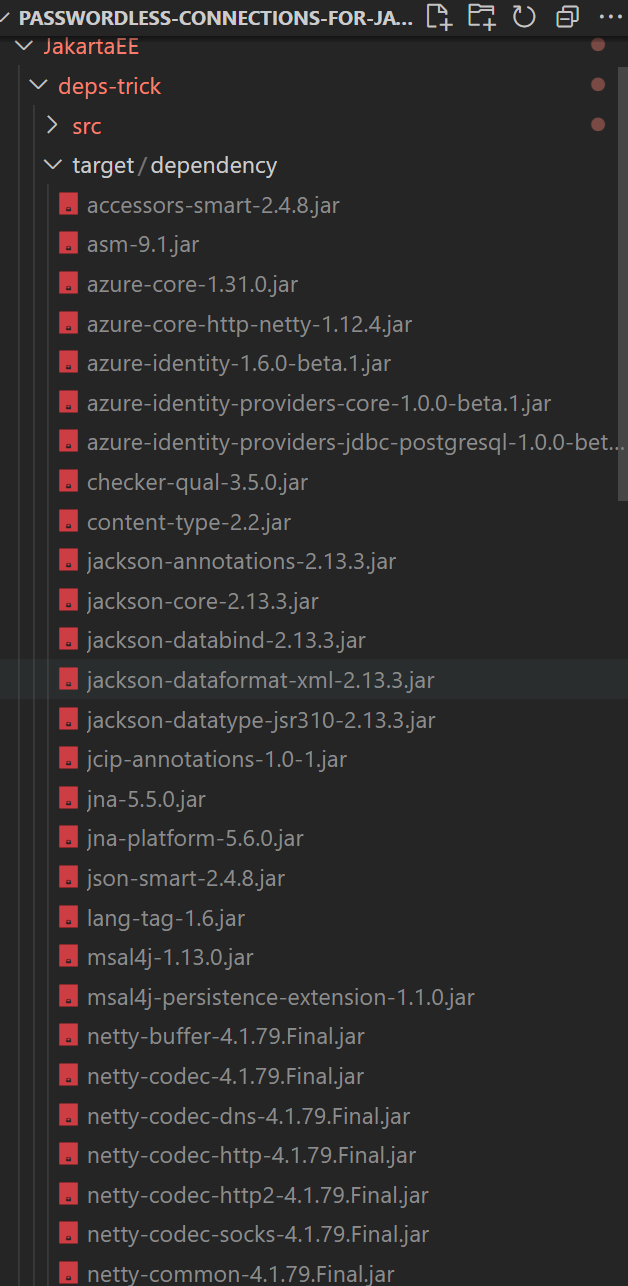 PASSWORDLESS-CONNECTIONS-FOR-JA...
JakartaEE
deps-trick
src
target/dependency
accessors-smart-2.4.8.jar
asm-9.1.jar
azure-core-1.31.0.jar
azure-core-http-netty-1.12.4.jar
azure-identity-1.6.0-beta.1.jar
azure-identity-providers-core-1.0.0-beta.1.jar
azure-identity-providers-jdbc-postgresql-1.0.0-bet...
checker-qual-3.5.0.jar
content-type-2.2.jar
jackson-annotations-2.13.3.jar
jackson-core-2.13.3.jar
jackson-databind-2.13.3.jar
jackson-dataformat-xml-2.13.3.jar
jackson-datatype-jsr310-2.13.3.jar
jcip-annotations-1.0-1.jar
jna-5.5.0.jar
jna-platform-5.6.0.jar
json-smart-2.4.8.jar
lang-tag-1.6.jar
msal4j-1.13.0.jar
msal4j-persistence-extension-1.1.0.jar
netty-buffer-4.1.79.Final.jar
netty-codec-4.1.79.Final.jar
netty-codec-dns-4.1.79.Final.jar
netty-codec-http-4.1.79.Final.jar
netty-codec-http2-4.1.79.Final.jar
netty-codec-socks-4.1.79.Final.jar
netty-common-4.1.79.Final.jar